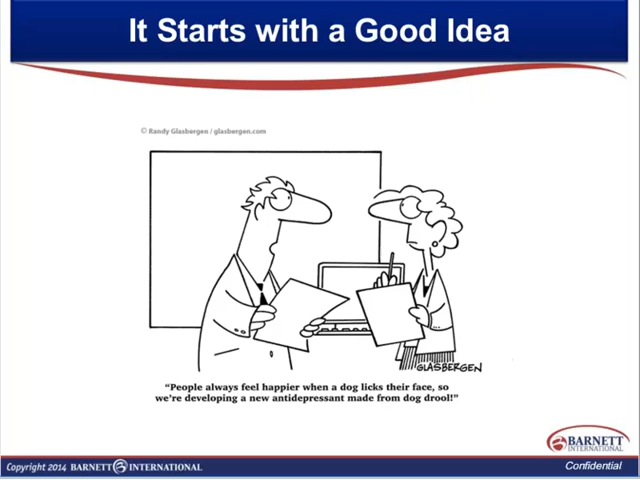 It Starts with a Good Idea
© Randy Glasbergen / glasbergen.com
GLASBERGEN
“People always feel happier when a dog licks their face, so
we’re developing a new antidepressant made from dog drool!”
BARNETT
INTERNATIONAL
Copyright 2014 BARNETT INTERNATIONAL
Confidential